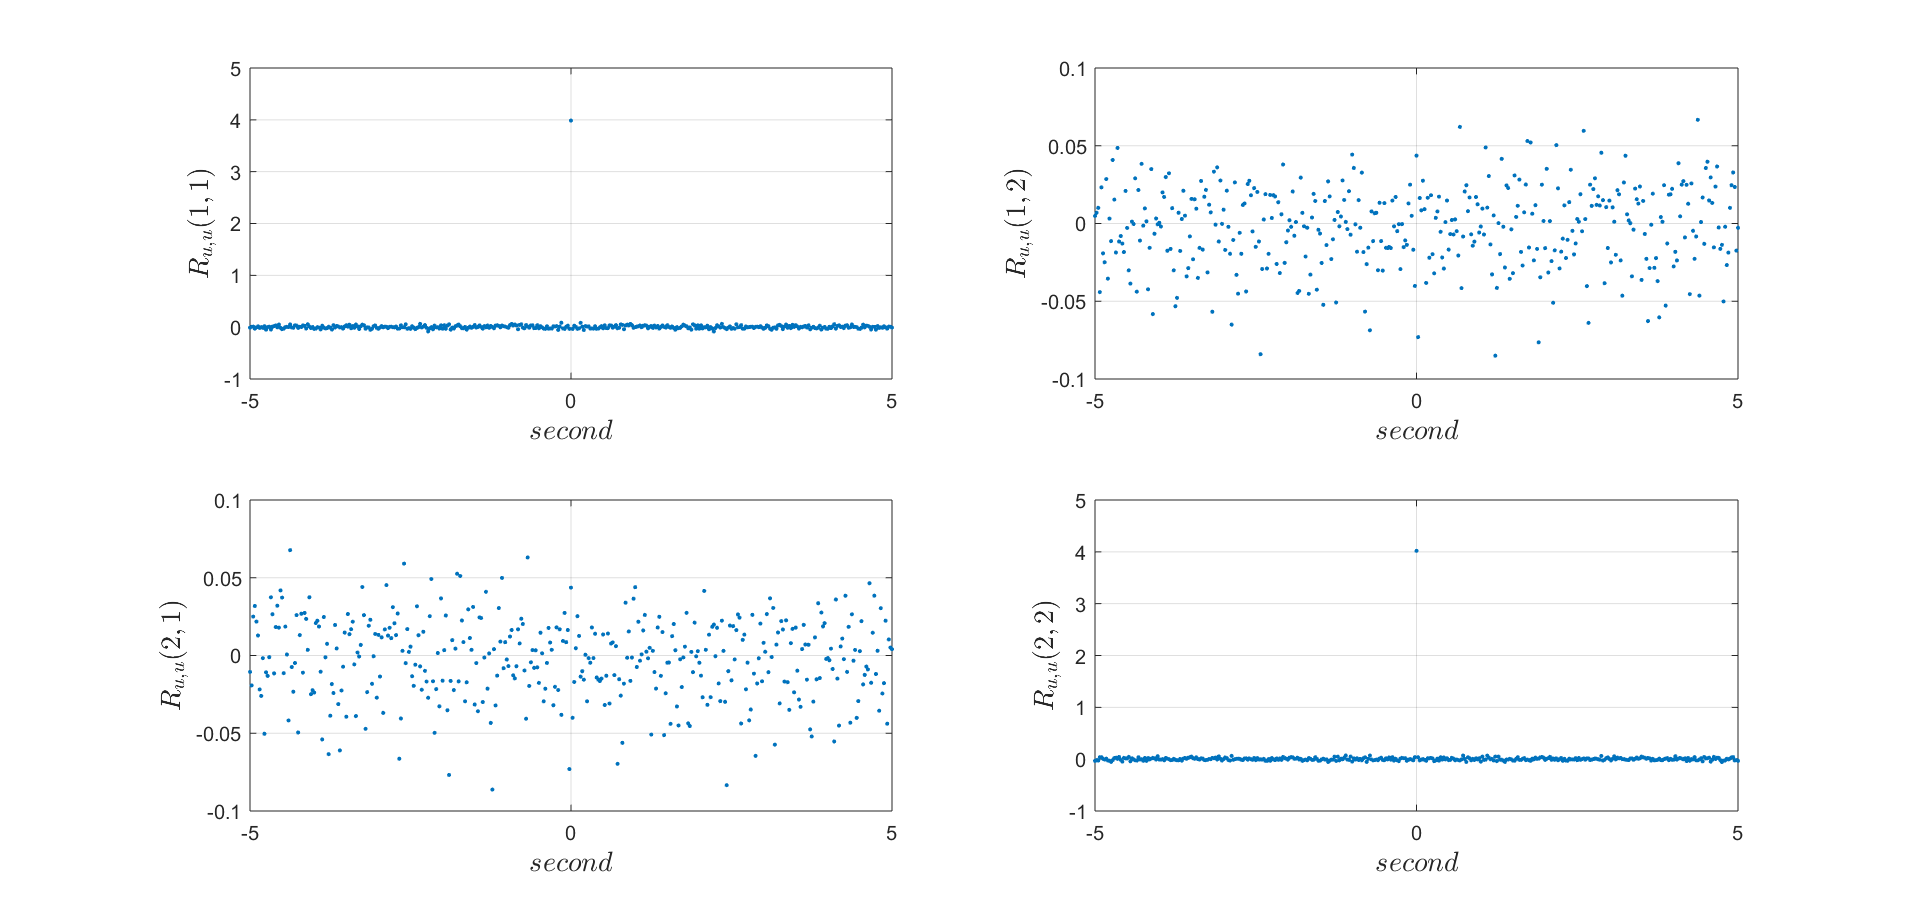 5
4
3
2
1
0
-1
R_{u,u}(1,1)
-5 0 5
second
0.1
0.05
0
-0.05
-0.1
R_{u,u}(1,2)
-5 0 5
second
0.1
0.05
0
-0.05
-0.1
R_{u,u}(2,1)
-5 0 5
second
5
4
3
2
1
0
-1
R_{u,u}(2,2)
-5 0 5
second